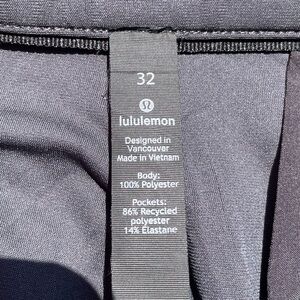 32
lululemon
Designed in
Vancouver
Made in Vietnam
Body:
100% Polyester
Pockets:
86% Recycled
polyester
14% Elastane